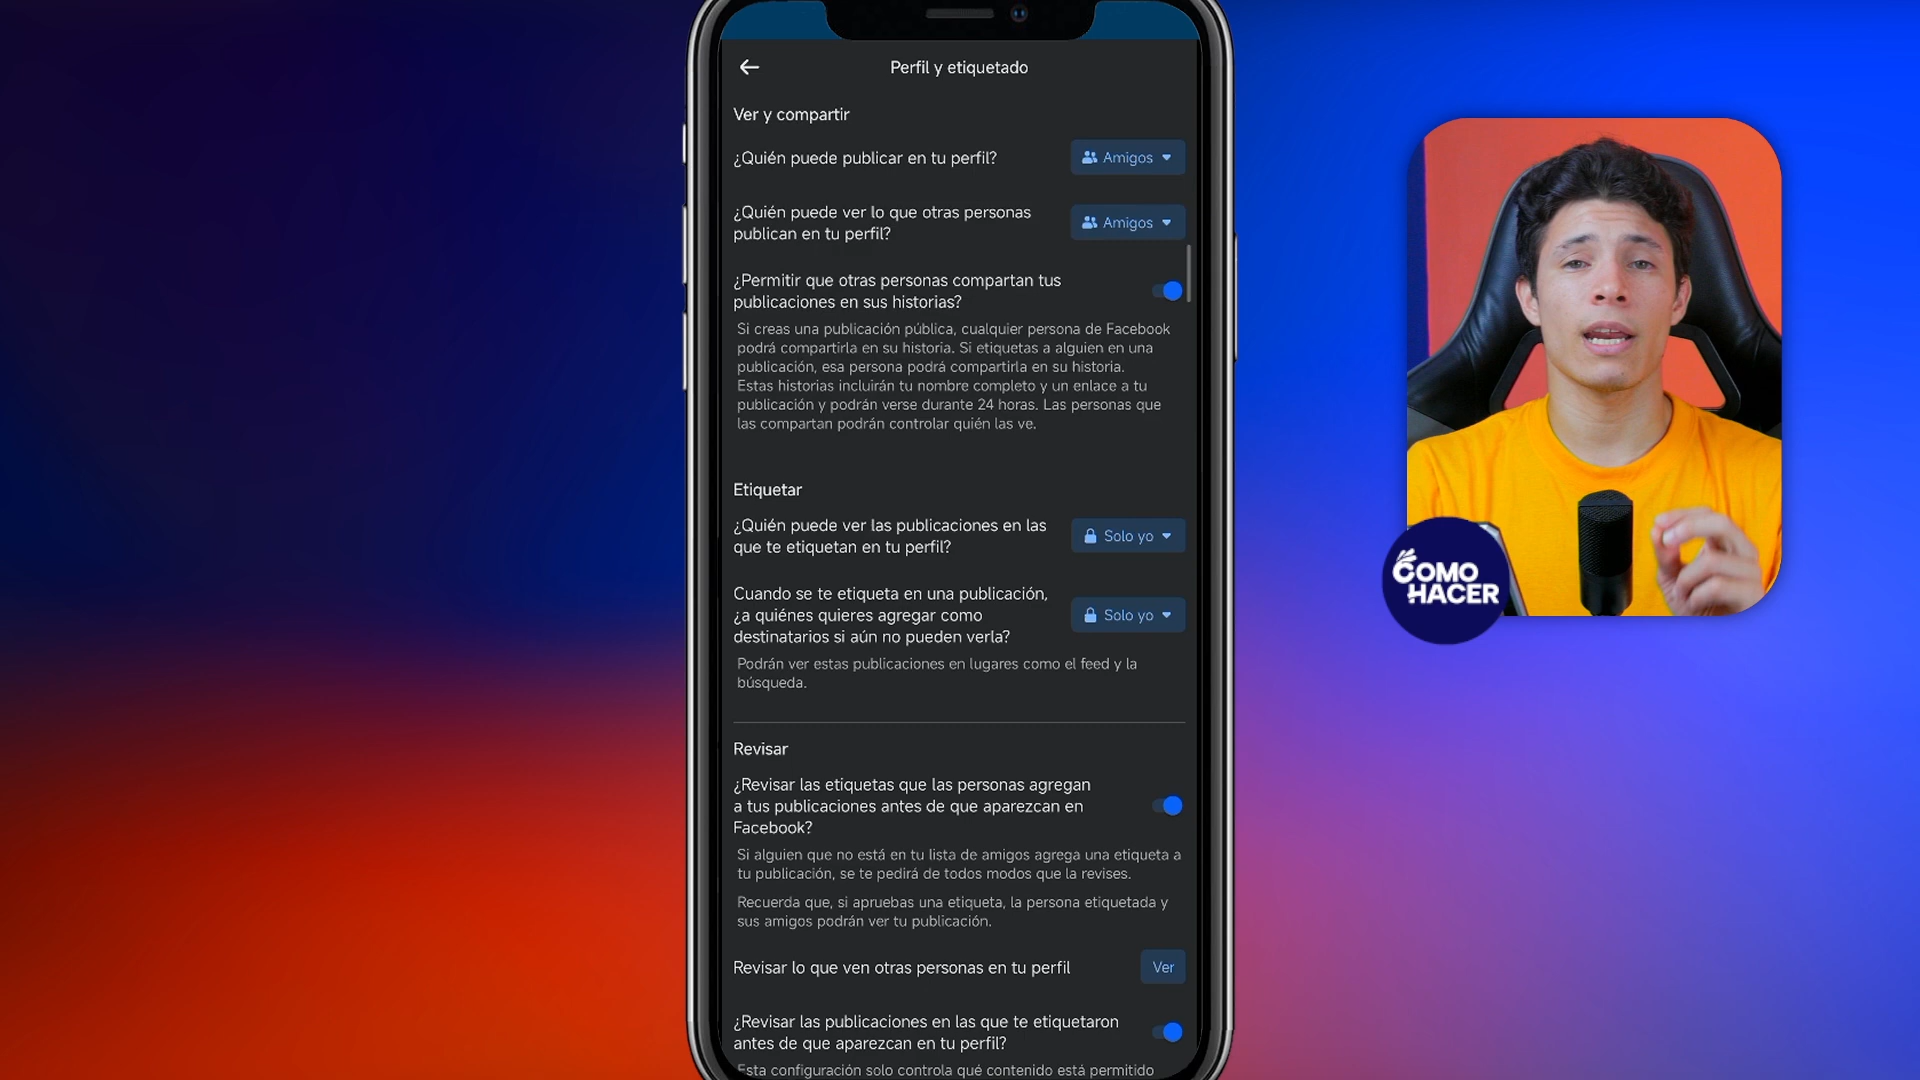 Perfil y etiquetado
Ver y compartir
¿Quién puede publicar en tu perfil?
Amigos
¿Quién puede ver lo que otras personas
publican en tu perfil?
Amigos
¿Permitir que otras personas compartan tus
publicaciones en sus historias?
Si creas una publicación pública, cualquier persona de Facebook
podrá compartirla en su historia. Si etiquetas a alguien en una
publicación, esa persona podrá compartirla en su historia.
Estas historias incluirán tu nombre completo y un enlace a tu
publicación y podrán verse durante 24 horas. Las personas que
las compartan podrán controlar quién las ve.
Etiquetar
¿Quién puede ver las publicaciones en las
que te etiquetan en tu perfil?
Solo yo
Cuando se te etiqueta en una publicación,
¿a quiénes quieres agregar como
destinatarios si aún no pueden verla?
Solo yo
Podrán ver estas publicaciones en lugares como el feed y la
búsqueda.
Revisar
¿Revisar las etiquetas que las personas agregan
a tus publicaciones antes de que aparezcan en
Facebook?
Si alguien que no está en tu lista de amigos agrega una etiqueta a
tu publicación, se te pedirá de todos modos que la revises.
Recuerda que, si apruebas una etiqueta, la persona etiquetada y
sus amigos podrán ver tu publicación.
Revisar lo que ven otras personas en tu perfil
Ver
¿Revisar las publicaciones en las que te etiquetaron
antes de que aparezcan en tu perfil?
Esta configuración solo controla qué contenido está permitido
COMO
HACER